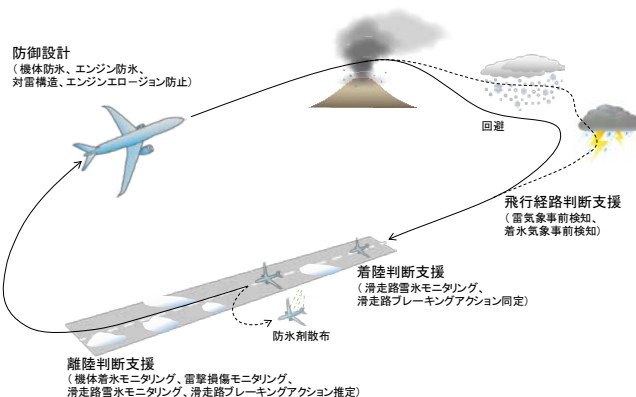 防御設計
（機体防氷、エンジン防氷、
対雷構造、エンジンエロージョン防止）
回避
飛行経路判断支援
（雷気象事前検知、
着氷気象事前検知）
着陸判断支援
（滑走路雪氷モニタリング、
滑走路ブレーキングアクション同定）
防氷剤散布
離陸判断支援
（機体着氷モニタリング、雷撃損傷モニタリング、
滑走路雪氷モニタリング、滑走路ブレーキングアクション推定）